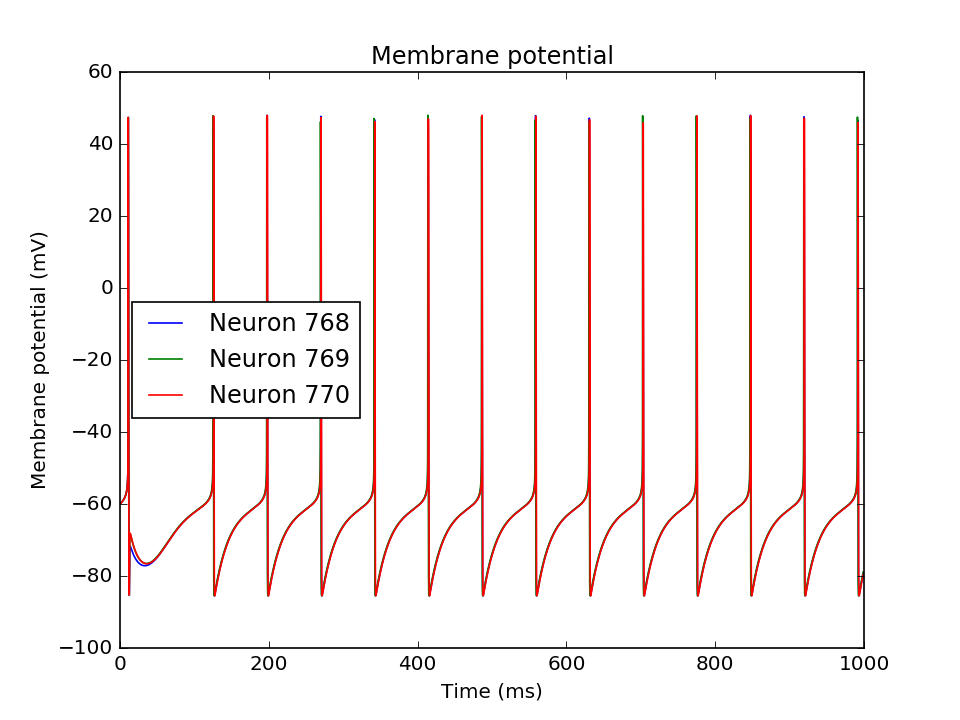 Membrane potential
60
40
20
0
−20
−40
−60
−80
−100
Membrane potential (mV)
Neuron 768
Neuron 769
Neuron 770
0 200 400 600 800 1000
Time (ms)